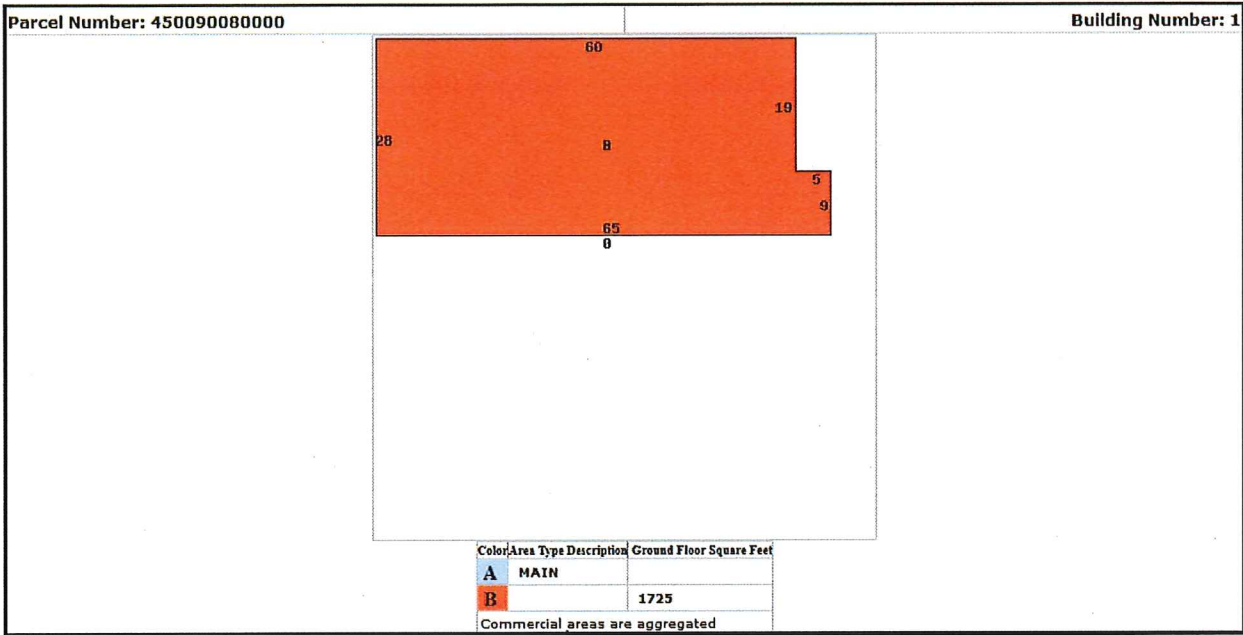 Parcel Number: 450090080000 Building Number: 1
60
19
28
B
5
9
65
0
Color Area Type Description Ground Floor Square Feet
A MAIN
B 1725
Commercial areas are aggregated